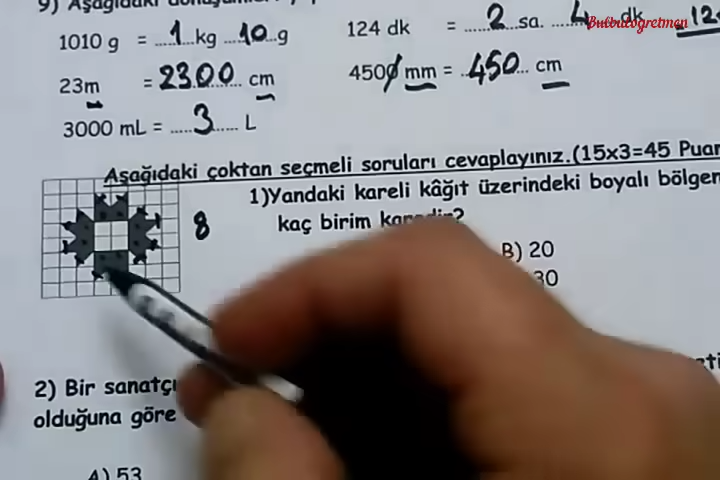 9) Aşağıdaki
1010 g = 1 kg 10 g
124 dk = 2 sa. 4 dk
Bulbulogretmen
12
23m = 2300 cm
4500 mm = 450 cm
3000 mL = 3 L
Aşağıdaki çoktan seçmeli soruları cevaplayınız.(15x3=45 Puan
1)Yandaki kareli kâğıt üzerindeki boyalı bölgen
8
kaç birim karedir?
B) 20
30
2) Bir sanatçı
olduğuna göre
A) 53